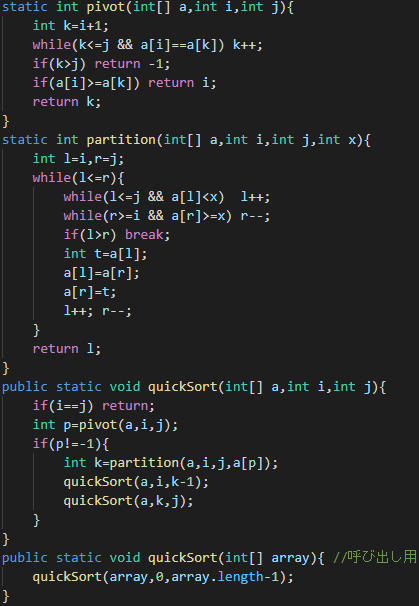 static int pivot(int[] a,int i,int j){
    int k=i+1;
    while(k<=j && a[i]==a[k]) k++;
    if(k>j) return -1;
    if(a[i]>=a[k]) return i;
    return k;
}
static int partition(int[] a,int i,int j,int x){
    int l=i,r=j;
    while(l<=r){
        while(l<=j && a[l]<x)  l++;
        while(r>=i && a[r]>=x) r--;
        if(l>r) break;
        int t=a[l];
        a[l]=a[r];
        a[r]=t;
        l++; r--;
    }
    return l;
}
public static void quickSort(int[] a,int i,int j){
    if(i==j) return;
    int p=pivot(a,i,j);
    if(p!=-1){
        int k=partition(a,i,j,a[p]);
        quickSort(a,i,k-1);
        quickSort(a,k,j);
    }
}
public static void quickSort(int[] array){ //呼び出し用
    quickSort(array,0,array.length-1);
}